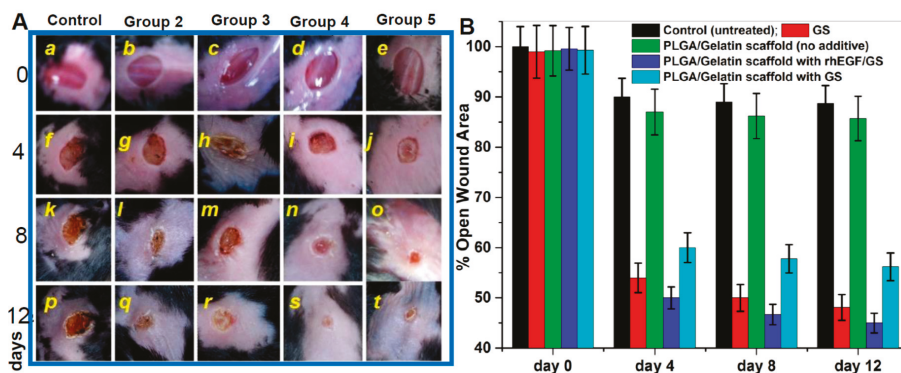 A
Control Group 2 Group 3 Group 4 Group 5
0 a b c d e
4 f g h i j
8 k l m n o
12 p q r s t
days
B
Control (untreated); GS
PLGA/Gelatin scaffold (no additive)
PLGA/Gelatin scaffold with rhEGF/GS
PLGA/Gelatin scaffold with GS
% Open Wound Area
100
90
80
70
60
50
40
day 0 day 4 day 8 day 12